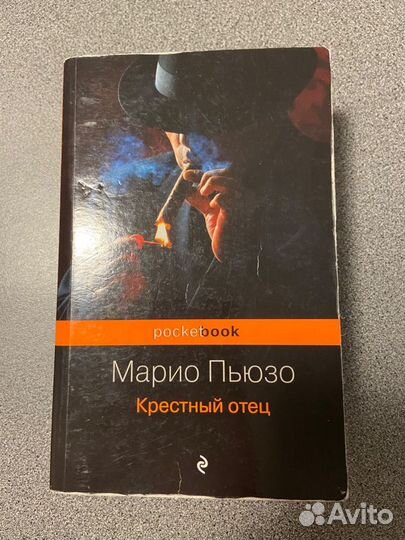 pocketbook
Марио Пьюзо
Крестный отец
Avito